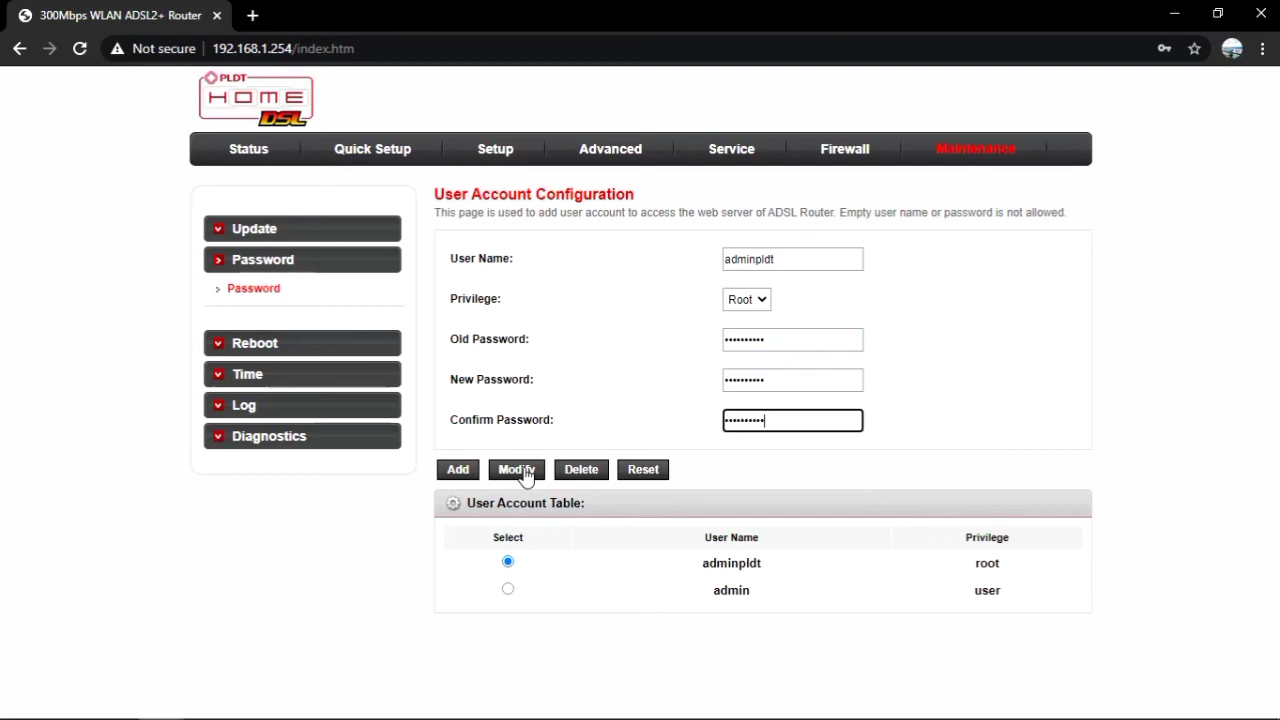 300Mbps WLAN ADSL2+ Router
Not secure 192.168.1.254/index.htm
PLDT
HOME
DSL
Status Quick Setup Setup Advanced Service Firewall Maintenance
User Account Configuration
This page is used to add user account to access the web server of ADSL Router. Empty user name or password is not allowed.
Update
Password
Password
Reboot
Time
Log
Diagnostics
User Name: adminpldt
Privilege: Root
Old Password: ••••••••••
New Password: ••••••••••
Confirm Password: ••••••••••
Add Modify Delete Reset
User Account Table:
Select User Name Privilege
adminpldt root
admin user